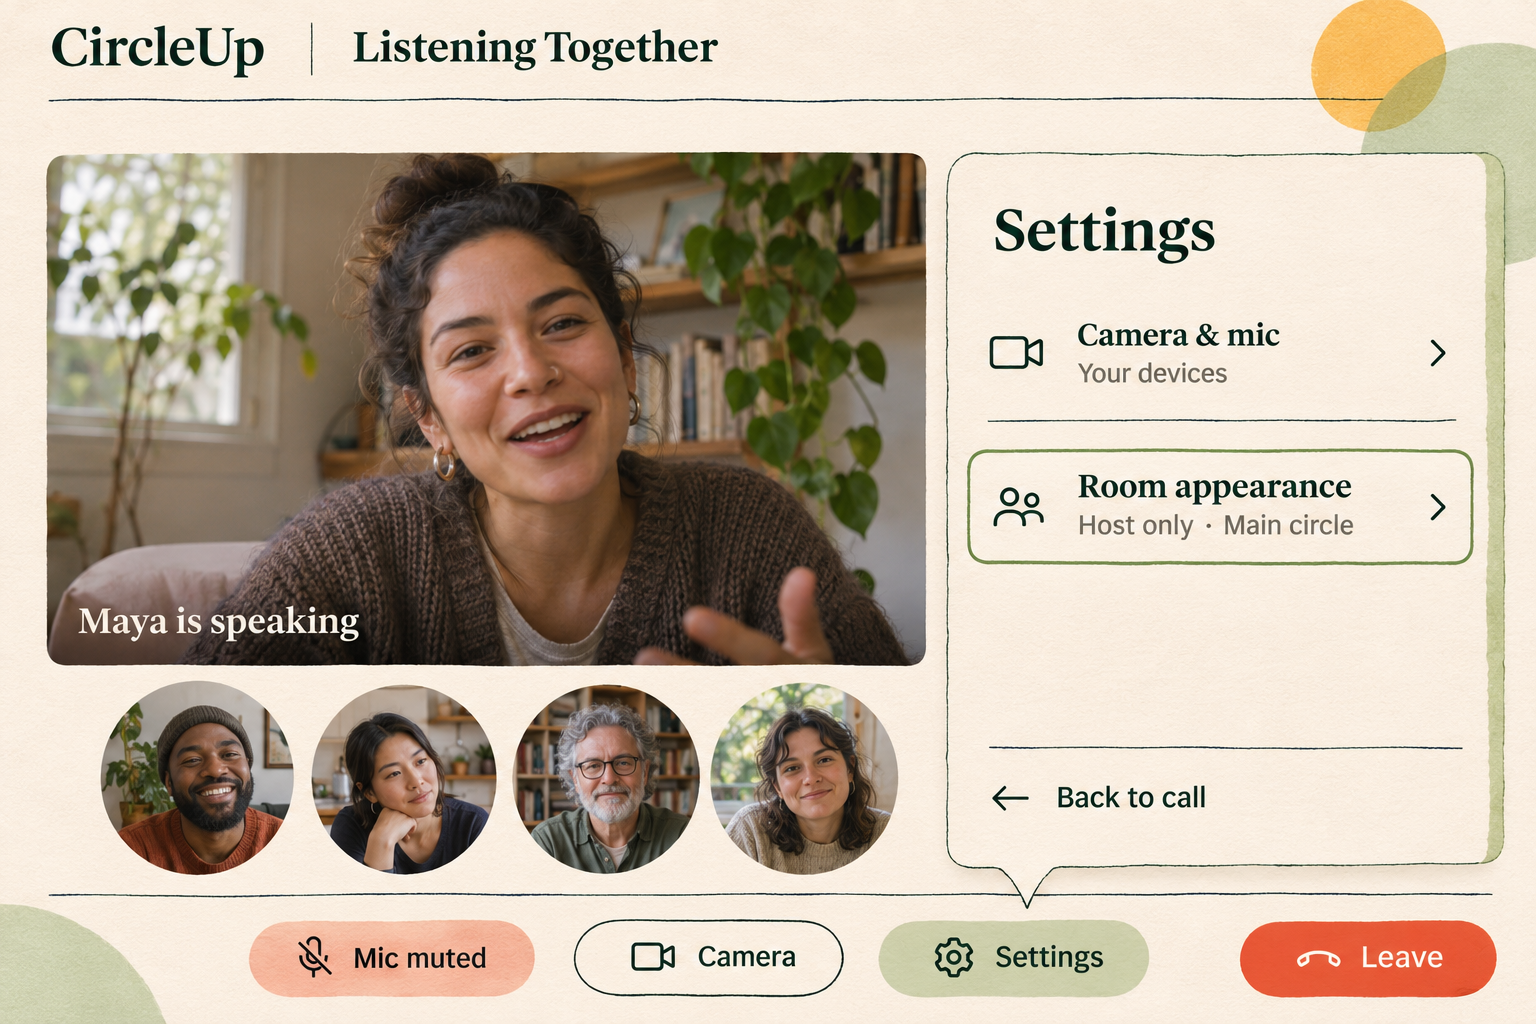 CircleUp
Listening Together
Maya is speaking
Settings
Camera & mic
Your devices
Room appearance
Host only · Main circle
Back to call
Mic muted
Camera
Settings
Leave